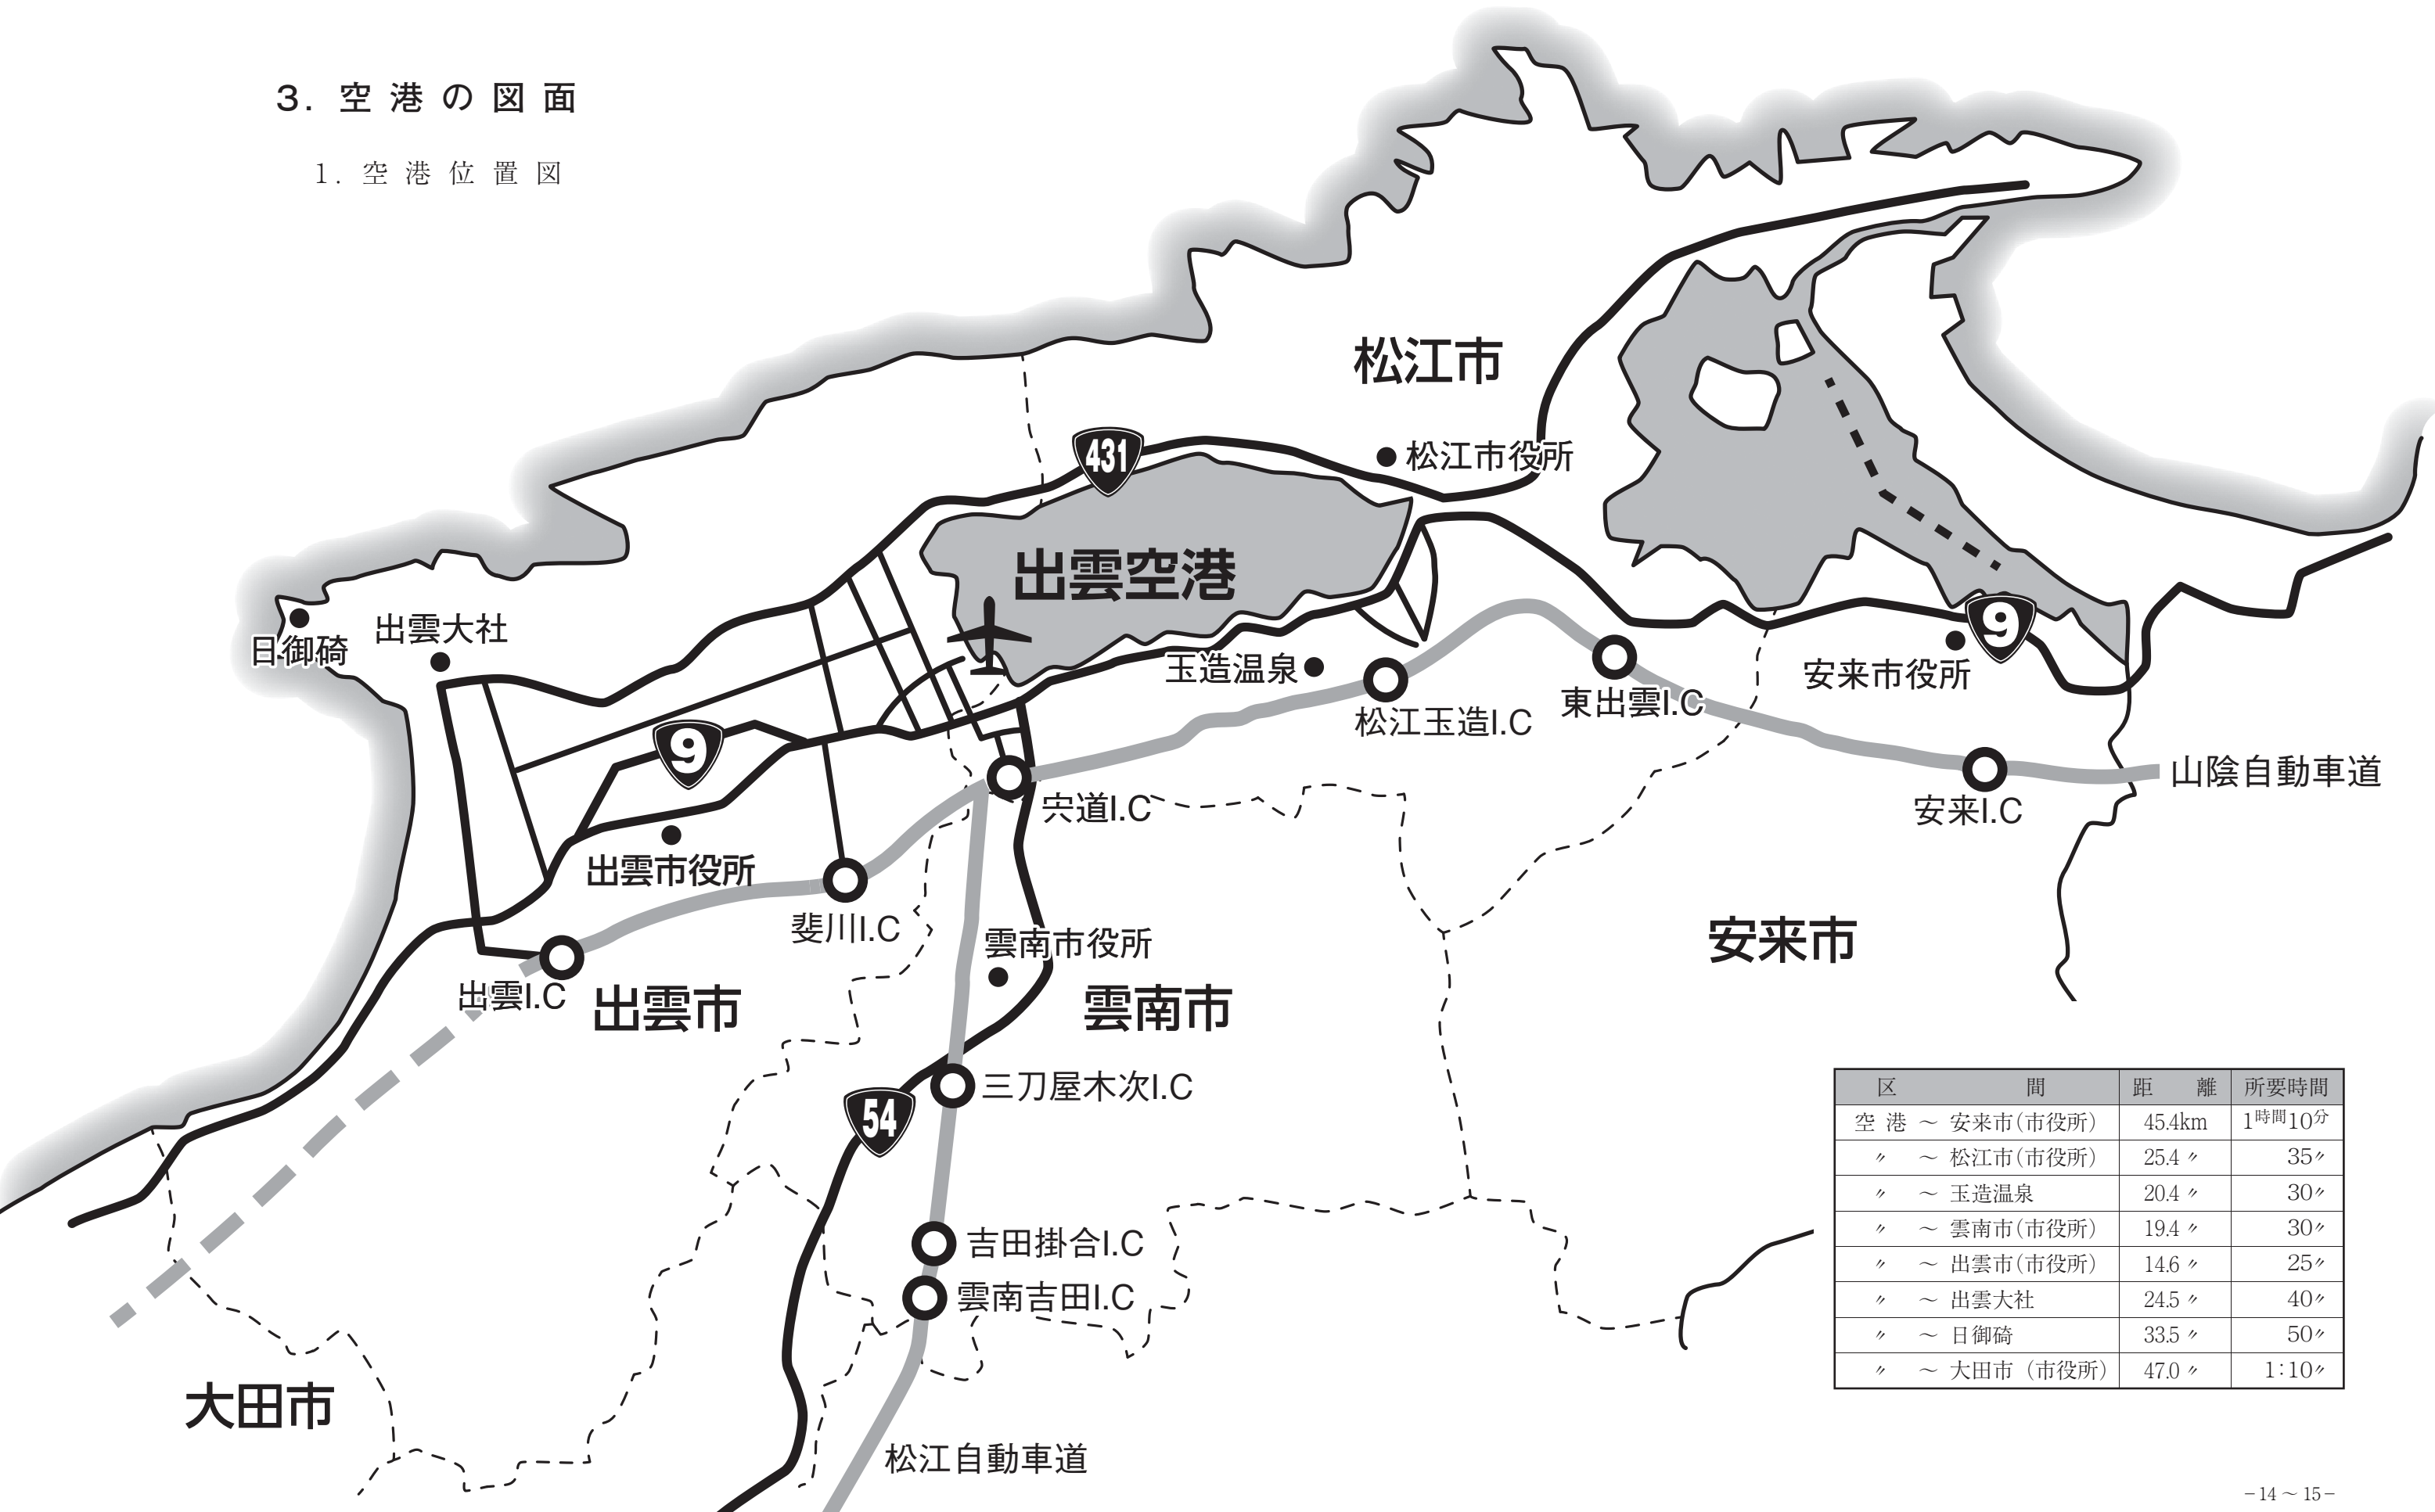 3. 空港の図面
1. 空港位置図
松江市
431
松江市役所
出雲空港
日御碕
出雲大社
玉造温泉
9
安来市役所
松江玉造I.C
東出雲I.C
9
山陰自動車道
宍道I.C
安来I.C
出雲市役所
斐川I.C
雲南市役所
安来市
出雲I.C
出雲市
雲南市
三刀屋木次I.C
54
吉田掛合I.C
雲南吉田I.C
大田市
松江自動車道
区間 距離 所要時間
空港 ～ 安来市(市役所) 45.4km 1時間10分
〃 ～ 松江市(市役所) 25.4〃 35〃
〃 ～ 玉造温泉 20.4〃 30〃
〃 ～ 雲南市(市役所) 19.4〃 30〃
〃 ～ 出雲市(市役所) 14.6〃 25〃
〃 ～ 出雲大社 24.5〃 40〃
〃 ～ 日御碕 33.5〃 50〃
〃 ～ 大田市（市役所） 47.0〃 1:10〃
−14～15−